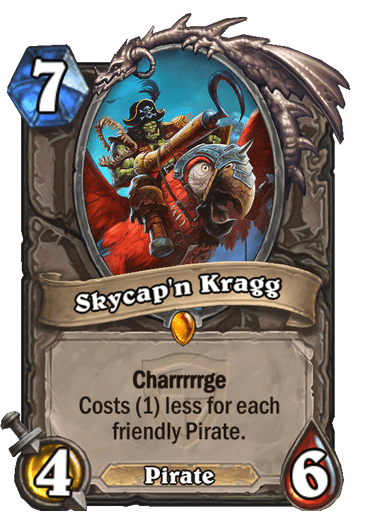 7
Skycap'n Kragg
Charrrrrge
Costs (1) less for each
friendly Pirate.
4
Pirate
6